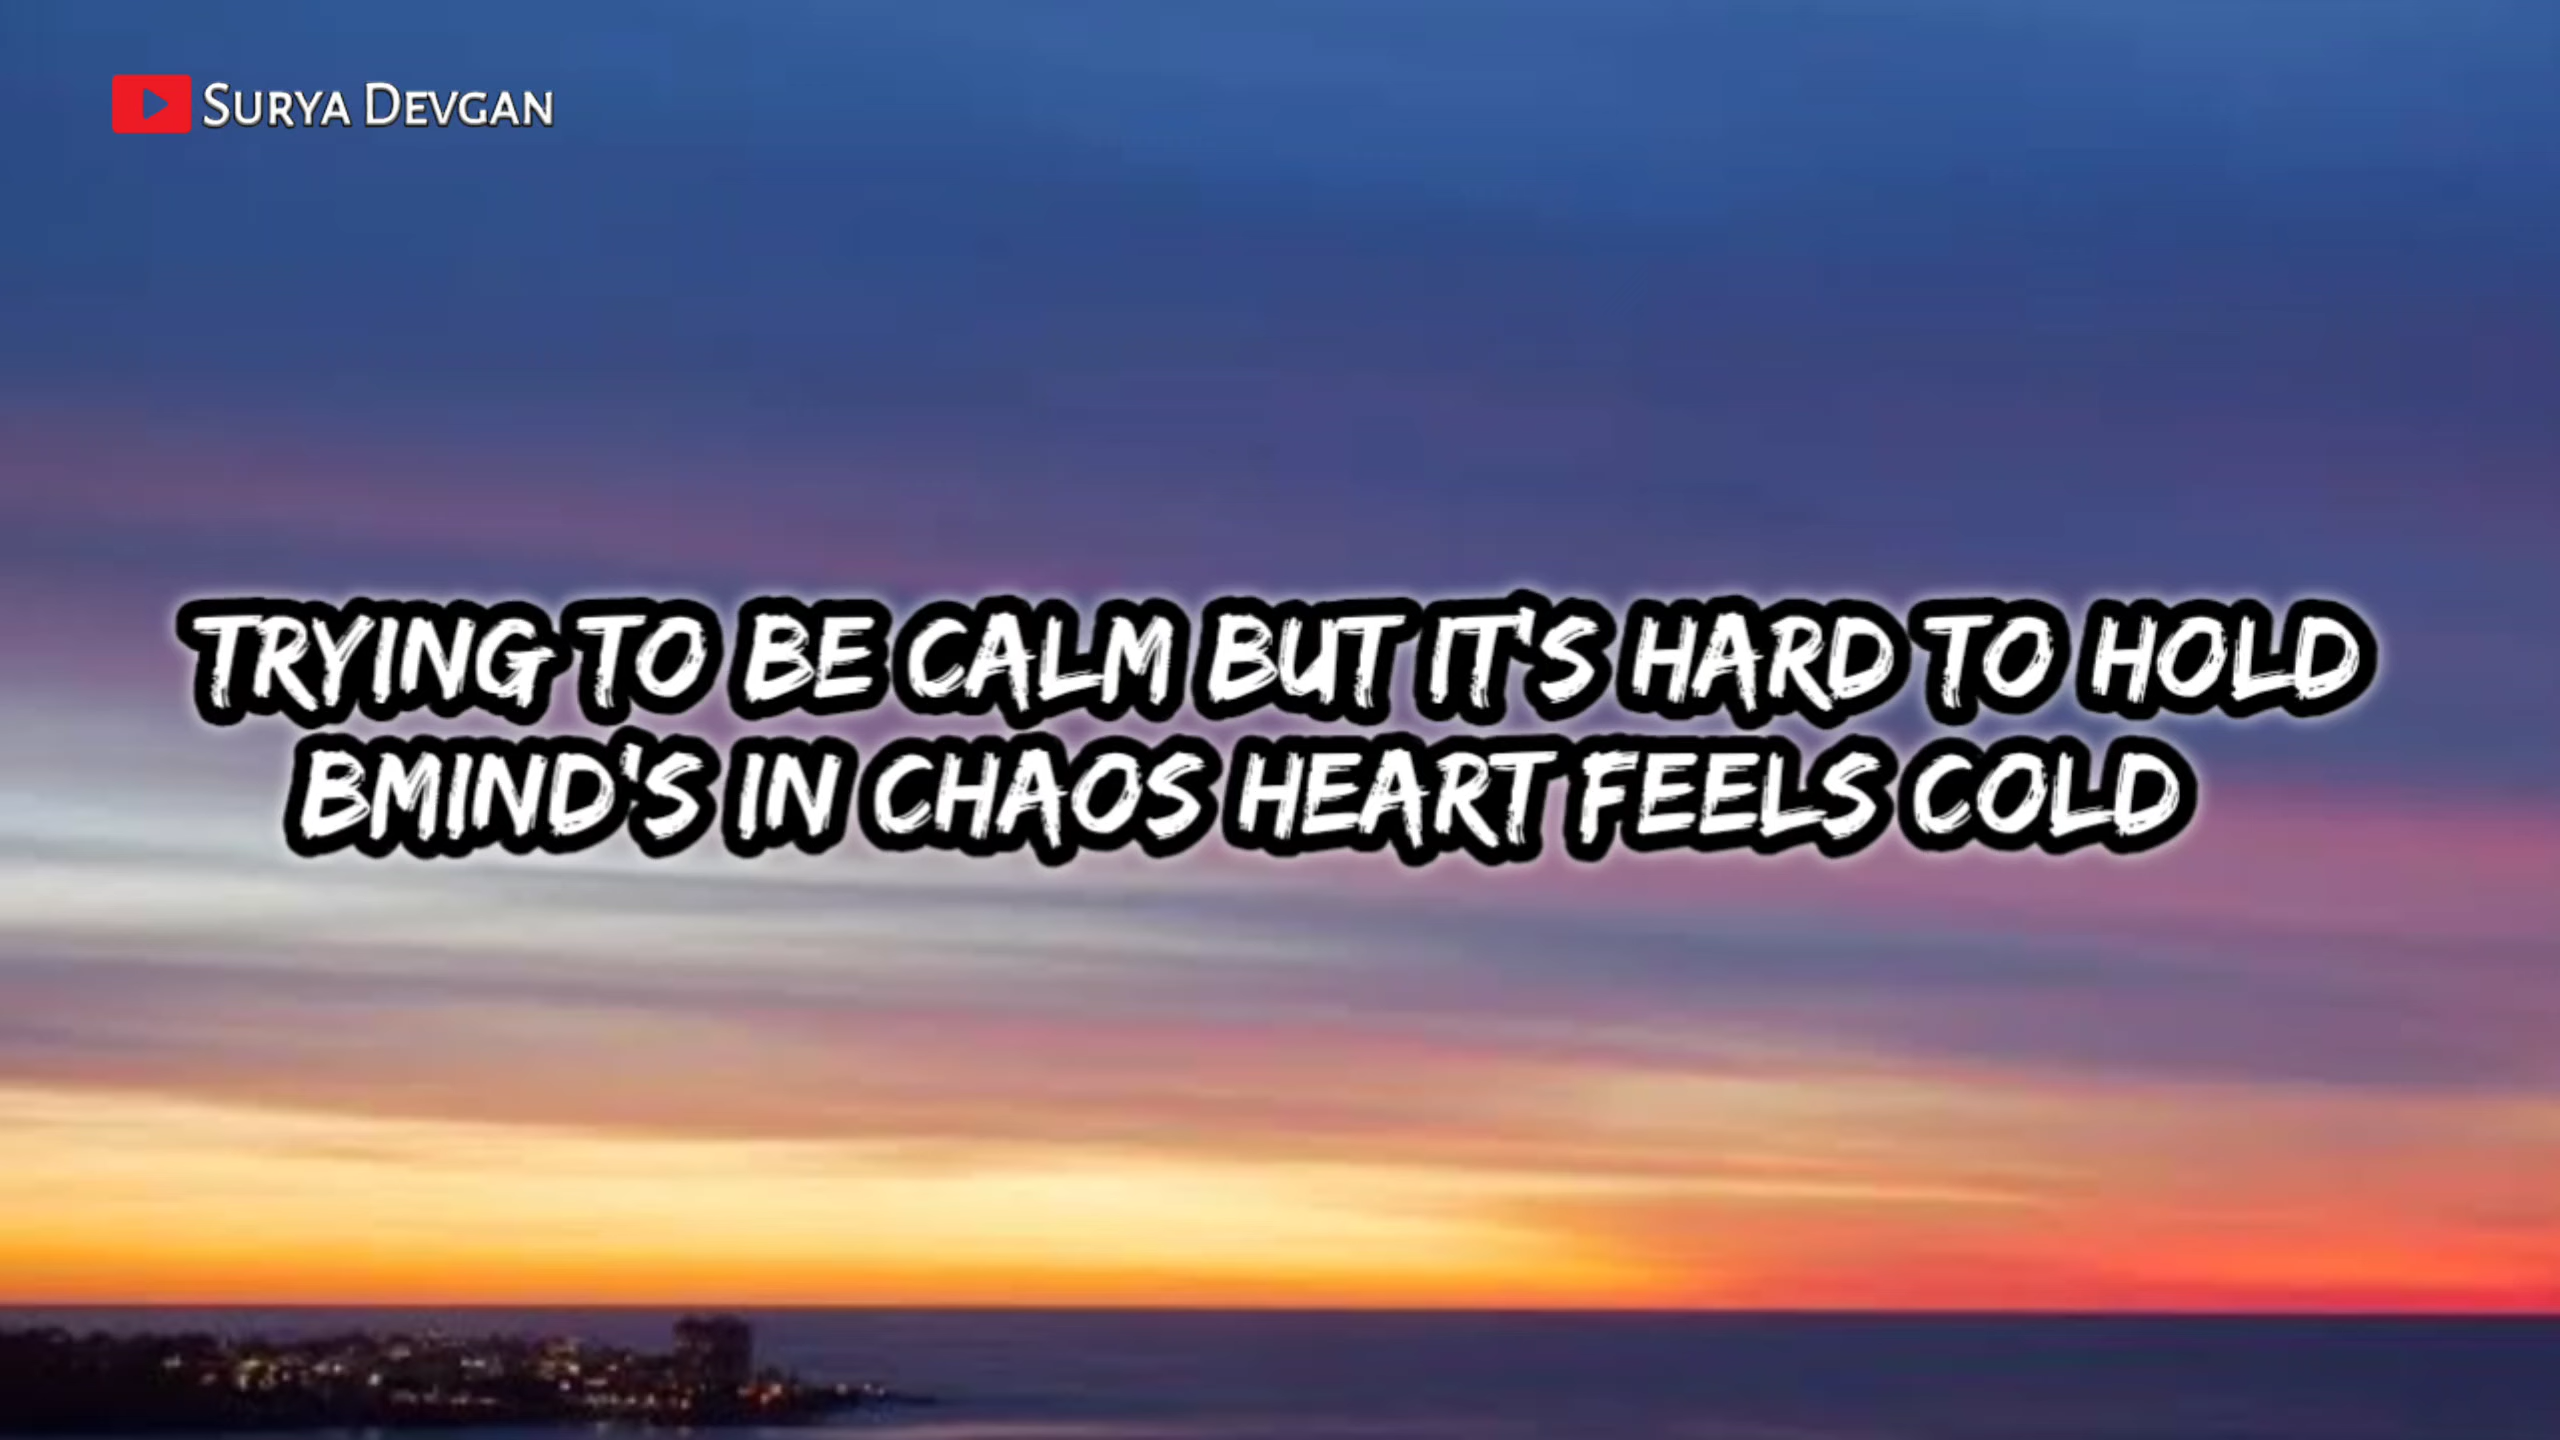 SURYA DEVGAN
TRYING TO BE CALM BUT IT'S HARD TO HOLD
BMIND'S IN CHAOS HEART FEELS COLD